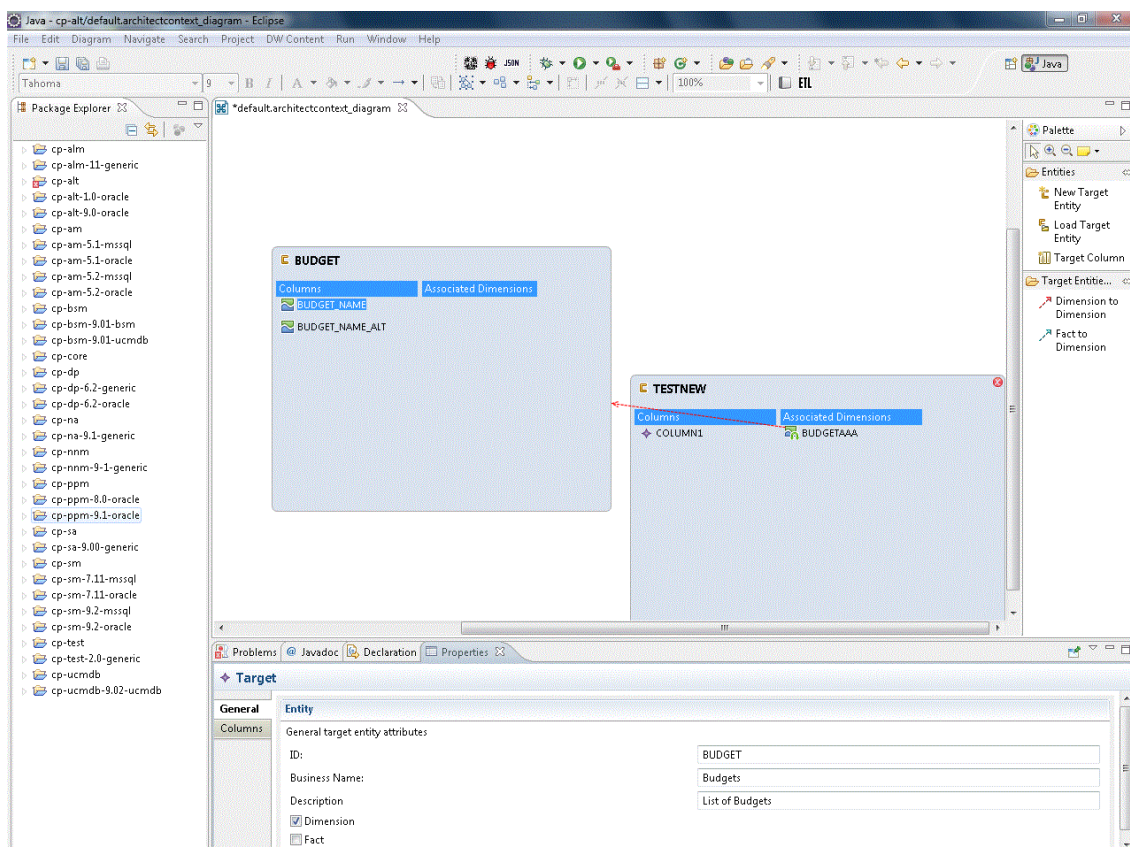 Java - cp-alt/default.architectcontext_diagram - Eclipse
File Edit Diagram Navigate Search Project DW Content Run Window Help
JSON
Java
Tahoma 9 B I A 100% ETL
Package Explorer
*default.architectcontext_diagram
cp-alm
cp-alm-11-generic
cp-alt
cp-alt-1.0-oracle
cp-alt-9.0-oracle
cp-am
cp-am-5.1-mssql
cp-am-5.1-oracle
cp-am-5.2-mssql
cp-am-5.2-oracle
cp-bsm
cp-bsm-9.01-bsm
cp-bsm-9.01-ucmdb
cp-core
cp-dp
cp-dp-6.2-generic
cp-dp-6.2-oracle
cp-na
cp-na-9.1-generic
cp-nnm
cp-nnm-9-1-generic
cp-ppm
cp-ppm-8.0-oracle
cp-ppm-9.1-oracle
cp-sa
cp-sa-9.00-generic
cp-sm
cp-sm-7.11-mssql
cp-sm-7.11-oracle
cp-sm-9.2-mssql
cp-sm-9.2-oracle
cp-test
cp-test-2.0-generic
cp-ucmdb
cp-ucmdb-9.02-ucmdb
BUDGET
Columns Associated Dimensions
BUDGET_NAME
BUDGET_NAME_ALT
TESTNEW
Columns Associated Dimensions
COLUMN1 BUDGETAAA
Palette
Entities
New Target
Entity
Load Target
Entity
Target Column
Target Entitie...
Dimension to
Dimension
Fact to
Dimension
Problems @ Javadoc Declaration Properties
Target
General
Columns
Entity
General target entity attributes
ID: BUDGET
Business Name: Budgets
Description List of Budgets
Dimension
Fact